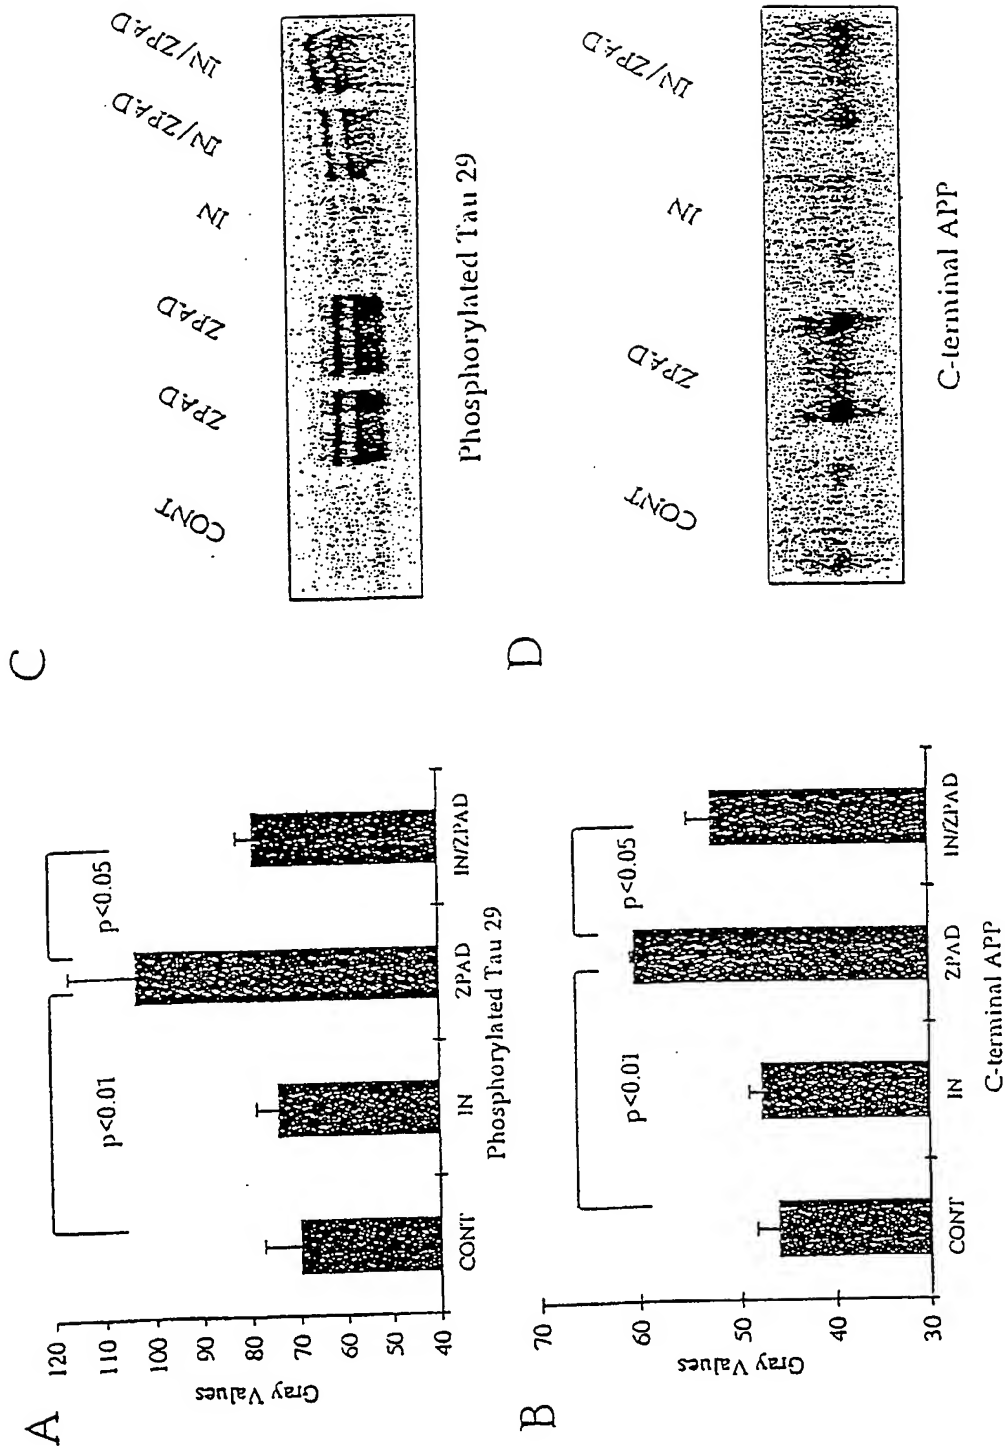 A
Gray Values
120
100
90
80
70
60
50
40
p<0.01
p<0.05
CONT
IN
ZPAD
IN/ZPAD
Phosphorylated Tau 29
B
Gray Values
70
60
50
40
30
p<0.01
p<0.05
CONT
IN
ZPAD
IN/ZPAD
C-terminal APP
C
CONT
ZPAD
ZPAD
IN
IN/ZPAD
IN/ZPAD
Phosphorylated Tau 29
D
CONT
ZPAD
IN
IN/ZPAD
C-terminal APP